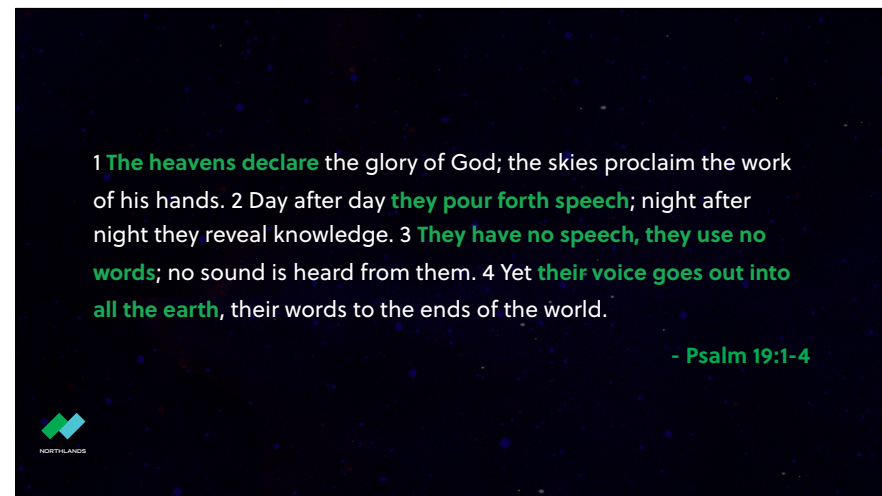 1 The heavens declare the glory of God; the skies proclaim the work
of his hands. 2 Day after day they pour forth speech; night after
night they reveal knowledge. 3 They have no speech, they use no
words; no sound is heard from them. 4 Yet their voice goes out into
all the earth, their words to the ends of the world.
- Psalm 19:1-4
NORTHLANDS